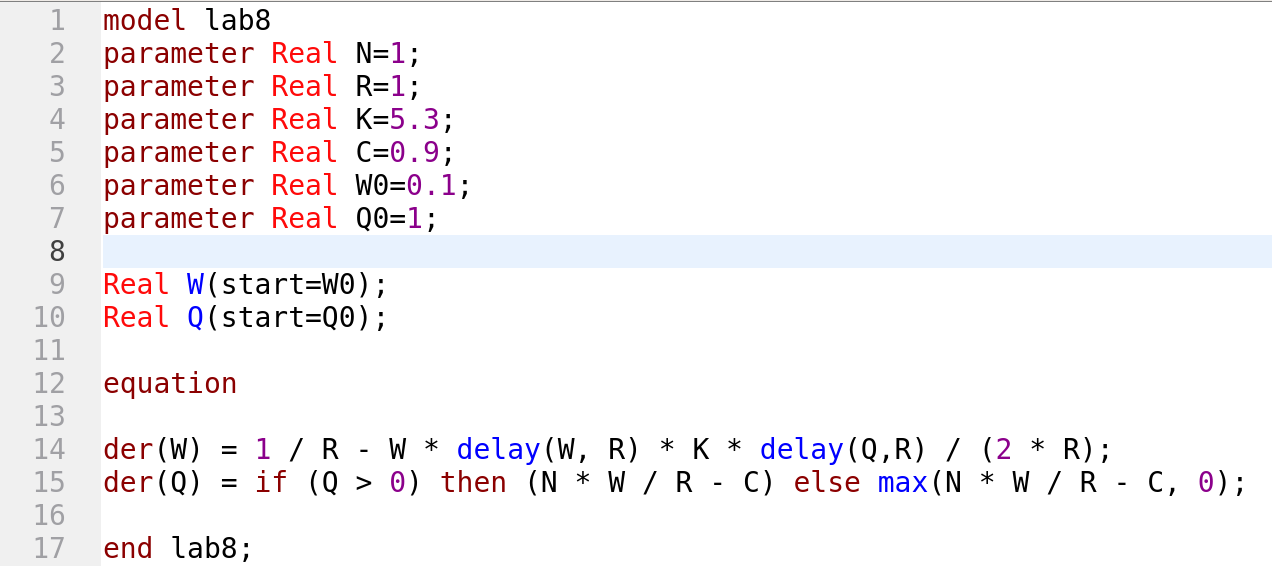 1 model lab8
2 parameter Real N=1;
3 parameter Real R=1;
4 parameter Real K=5.3;
5 parameter Real C=0.9;
6 parameter Real W0=0.1;
7 parameter Real Q0=1;
8
9 Real W(start=W0);
10 Real Q(start=Q0);
11
12 equation
13
14 der(W) = 1 / R - W * delay(W, R) * K * delay(Q,R) / (2 * R);
15 der(Q) = if (Q > 0) then (N * W / R - C) else max(N * W / R - C, 0);
16
17 end lab8;